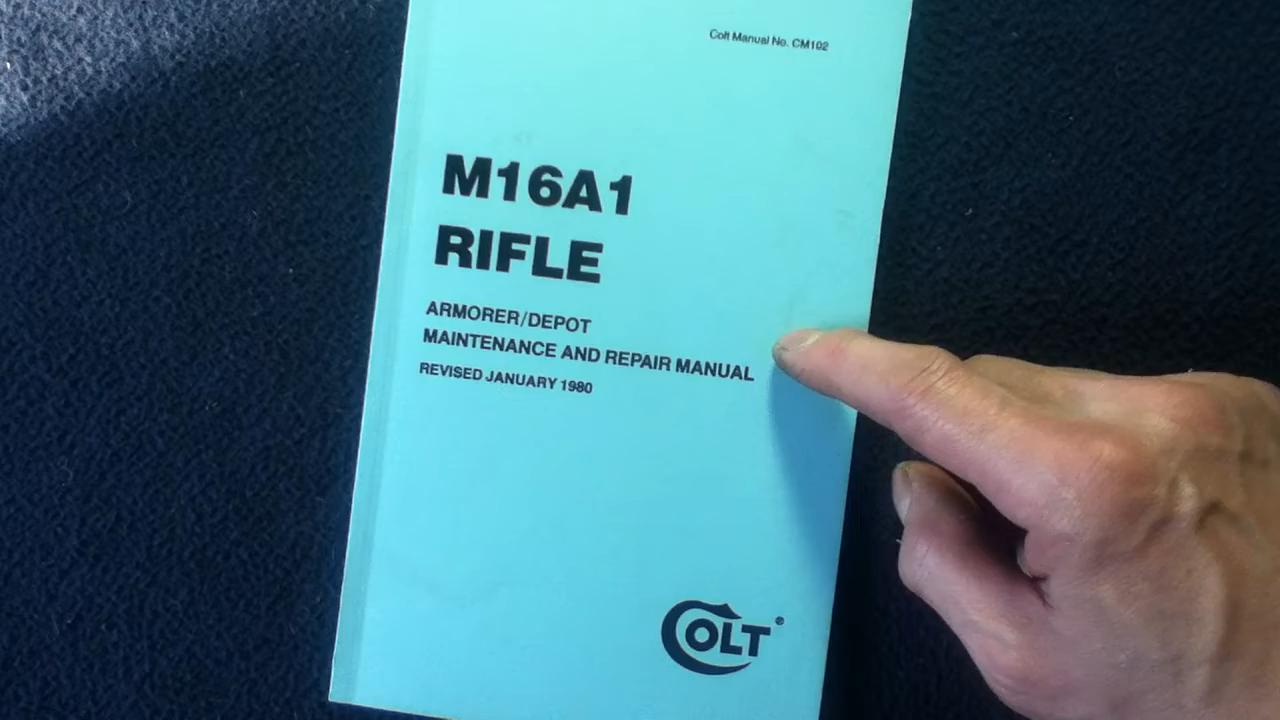 Colt Manual No. CM102
M16A1
RIFLE
ARMORER/DEPOT
MAINTENANCE AND REPAIR MANUAL
REVISED JANUARY 1980
COLT®